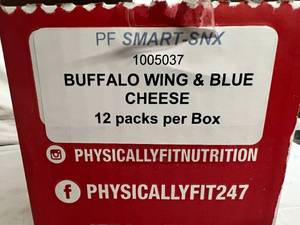 PF SMART-SNX
1005037
BUFFALO WING & BLUE
CHEESE
12 packs per Box
PHYSICALLYFITNUTRITION
PHYSICALLYFIT247